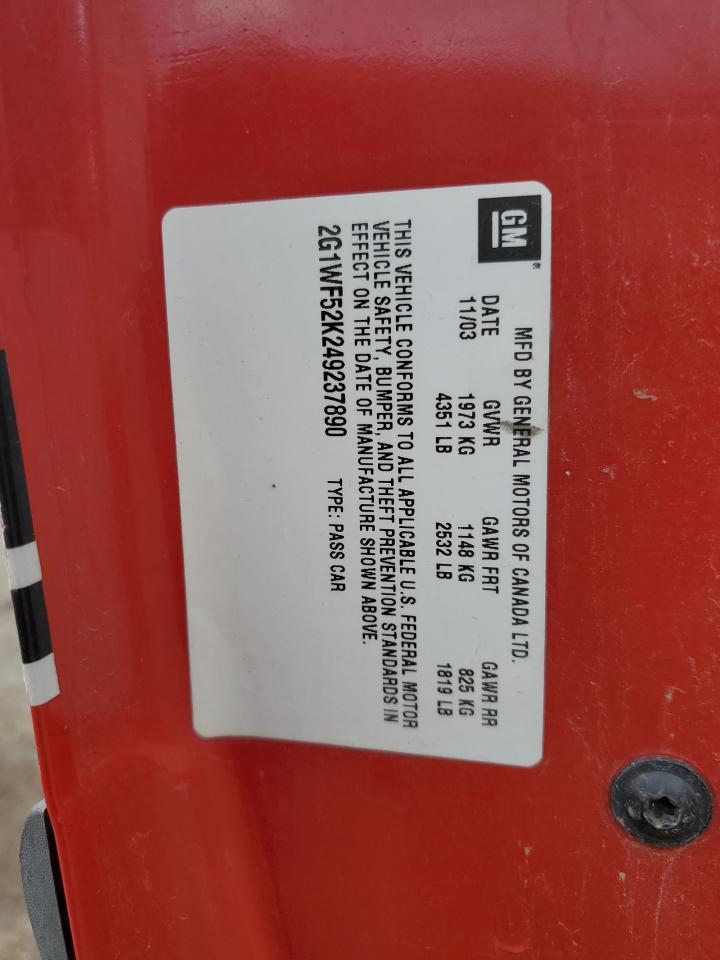 GM®
MFD BY GENERAL MOTORS OF CANADA LTD.
DATE GVWR GAWR FRT GAWR RR
11/03 1973 KG 1148 KG 825 KG
4351 LB 2532 LB 1819 LB
THIS VEHICLE CONFORMS TO ALL APPLICABLE U.S. FEDERAL MOTOR
VEHICLE SAFETY, BUMPER, AND THEFT PREVENTION STANDARDS IN
EFFECT ON THE DATE OF MANUFACTURE SHOWN ABOVE.
2G1WF52K249237890 TYPE: PASS CAR